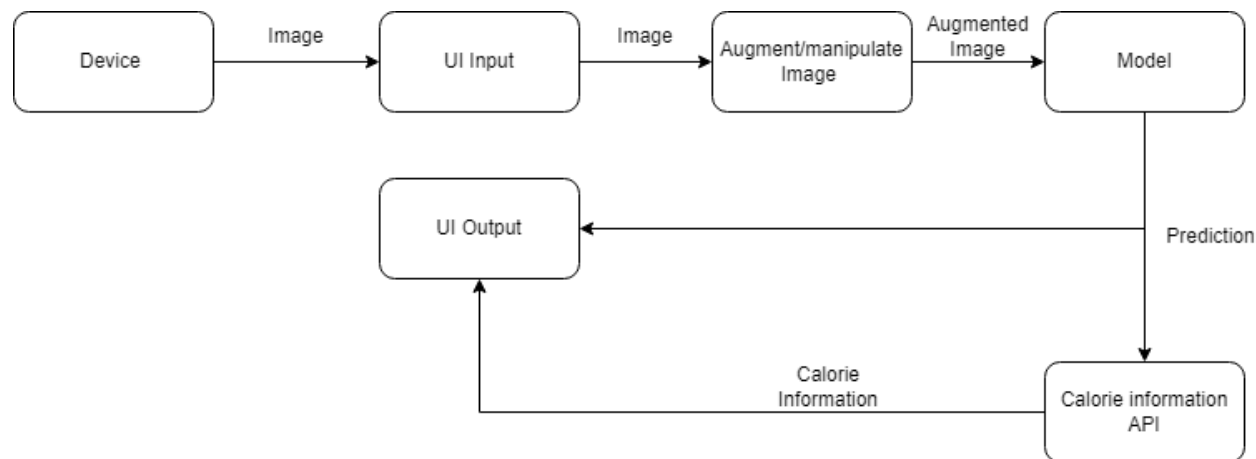 Device
Image
UI Input
Image
Augment/manipulate
Image
Augmented
Image
Model
UI Output
Prediction
Calorie
Information
Calorie information
API